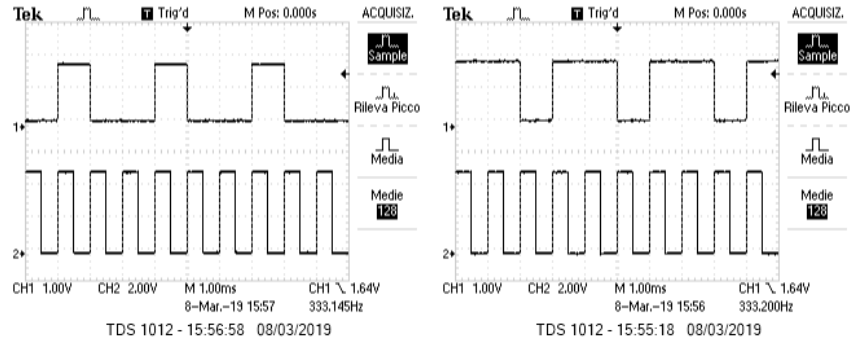 Tek T Trig'd M Pos: 0.000s ACQUISIZ.
Sample
Rileva Picco
1
Media
Medie
128
2
CH1 1.00V CH2 2.00V M 1.00ms CH1 1.64V
8-Mar.-19 15:57 333.145Hz
TDS 1012 - 15:56:58 08/03/2019
Tek T Trig'd M Pos: 0.000s ACQUISIZ.
Sample
Rileva Picco
1
Media
Medie
128
2
CH1 1.00V CH2 2.00V M 1.00ms CH1 1.64V
8-Mar.-19 15:56 333.200Hz
TDS 1012 - 15:55:18 08/03/2019